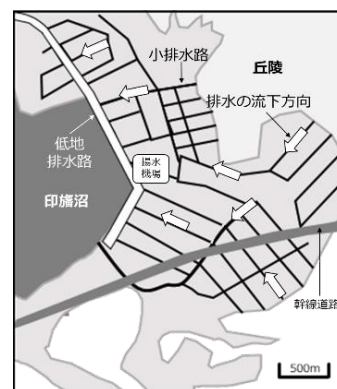 小排水路
丘陵
排水の流下方向
低地
排水路
揚水
機場
印旛沼
幹線道路
500m